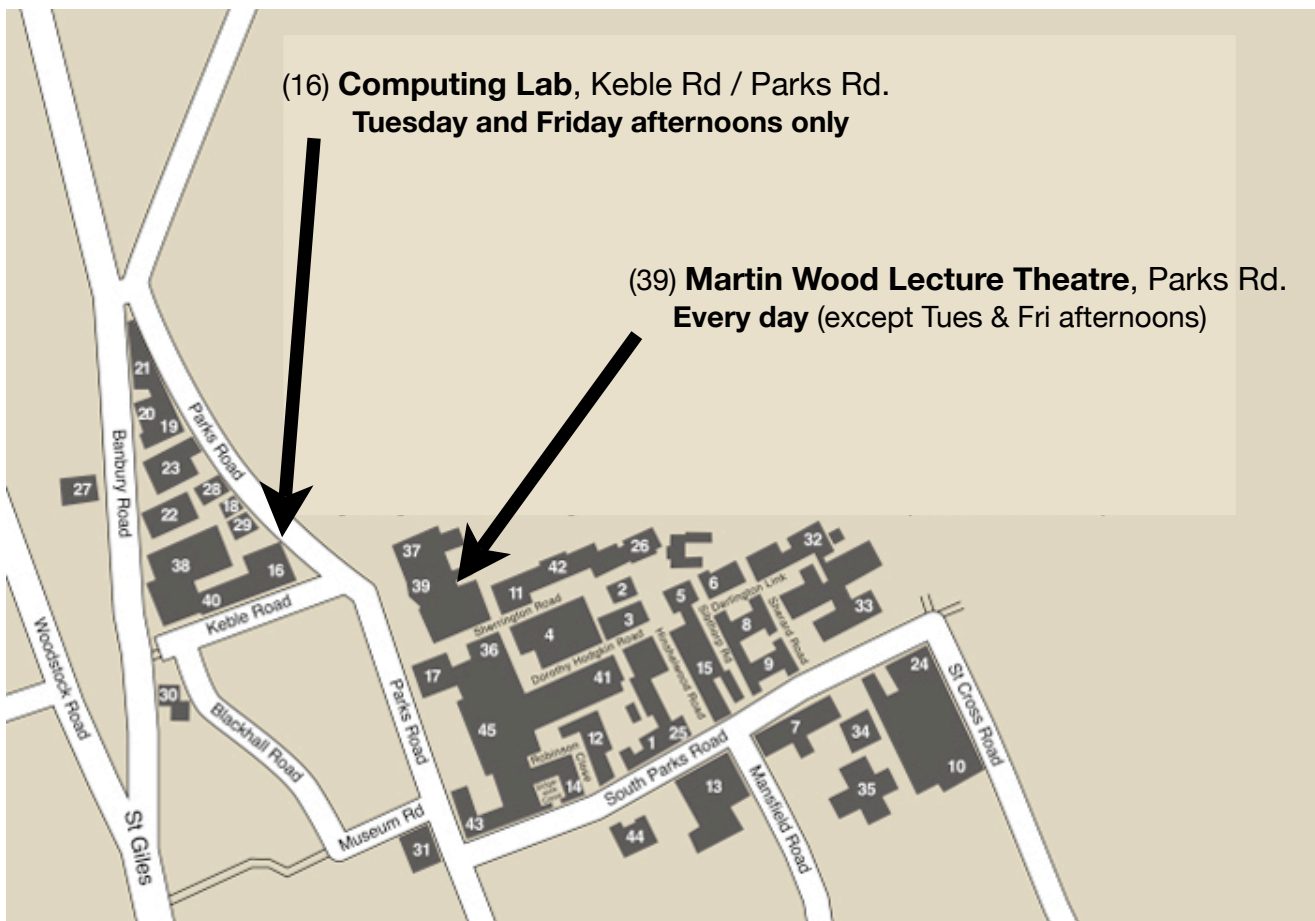 (16) Computing Lab, Keble Rd / Parks Rd.
Tuesday and Friday afternoons only
(39) Martin Wood Lecture Theatre, Parks Rd.
Every day (except Tues & Fri afternoons)
21
20
19
Parks Road
Banbury Road
23
27
28
18
22
29
38
16
40
Keble Road
37
39
42
26
11
Sherrington Road
2
3
4
Dorothy Hodgkin Road
36
17
41
45
5
6
32
Darlington Link
Sibthorp Rd
8
Sherard Road
33
15
Hinshelwood Road
9
Woodstock Road
30
Blackhall Road
Parks Road
Robinson
Close
12
1
25
14
South Parks Road
7
34
24
St Cross Road
10
35
13
Mansfield Road
43
44
Museum Rd
31
St Giles